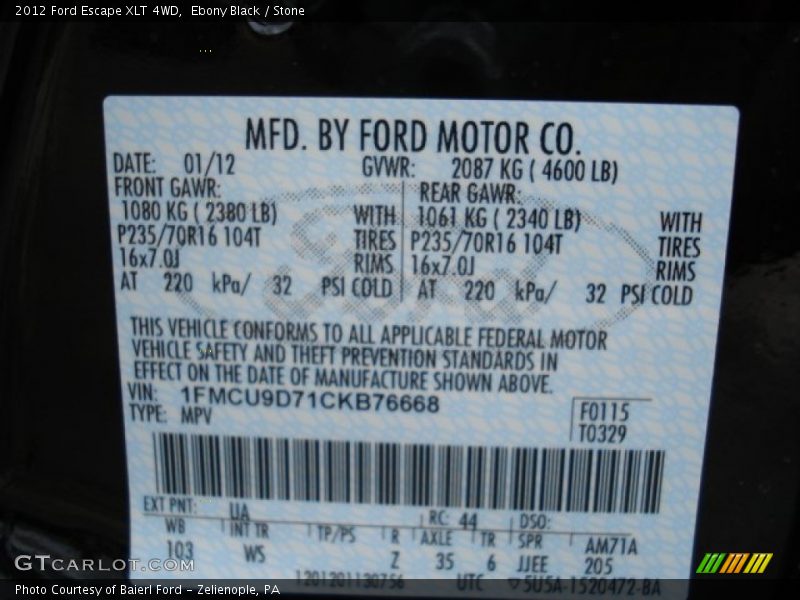 2012 Ford Escape XLT 4WD, Ebony Black / Stone
MFD. BY FORD MOTOR CO.
DATE: 01/12 GVWR: 2087 KG ( 4600 LB)
FRONT GAWR: REAR GAWR:
1080 KG ( 2380 LB) WITH 1061 KG ( 2340 LB) WITH
P235/70R16 104T TIRES P235/70R16 104T TIRES
16x7.0J RIMS 16x7.0J RIMS
AT 220 kPa/ 32 PSI COLD AT 220 kPa/ 32 PSI COLD
THIS VEHICLE CONFORMS TO ALL APPLICABLE FEDERAL MOTOR
VEHICLE SAFETY AND THEFT PREVENTION STANDARDS IN
EFFECT ON THE DATE OF MANUFACTURE SHOWN ABOVE.
VIN: 1FMCU9D71CKB76668
TYPE: MPV
F0115
T0329
EXT PNT: UA RC: 44 DSO:
WB INT TR TP/PS R AXLE TR SPR AM71A
103 WS Z 35 6 JJEE 205
1201201130756 UTC 5U5A-1520472-BA
GTCARLOT.COM
Photo Courtesy of Baierl Ford - Zelienople, PA